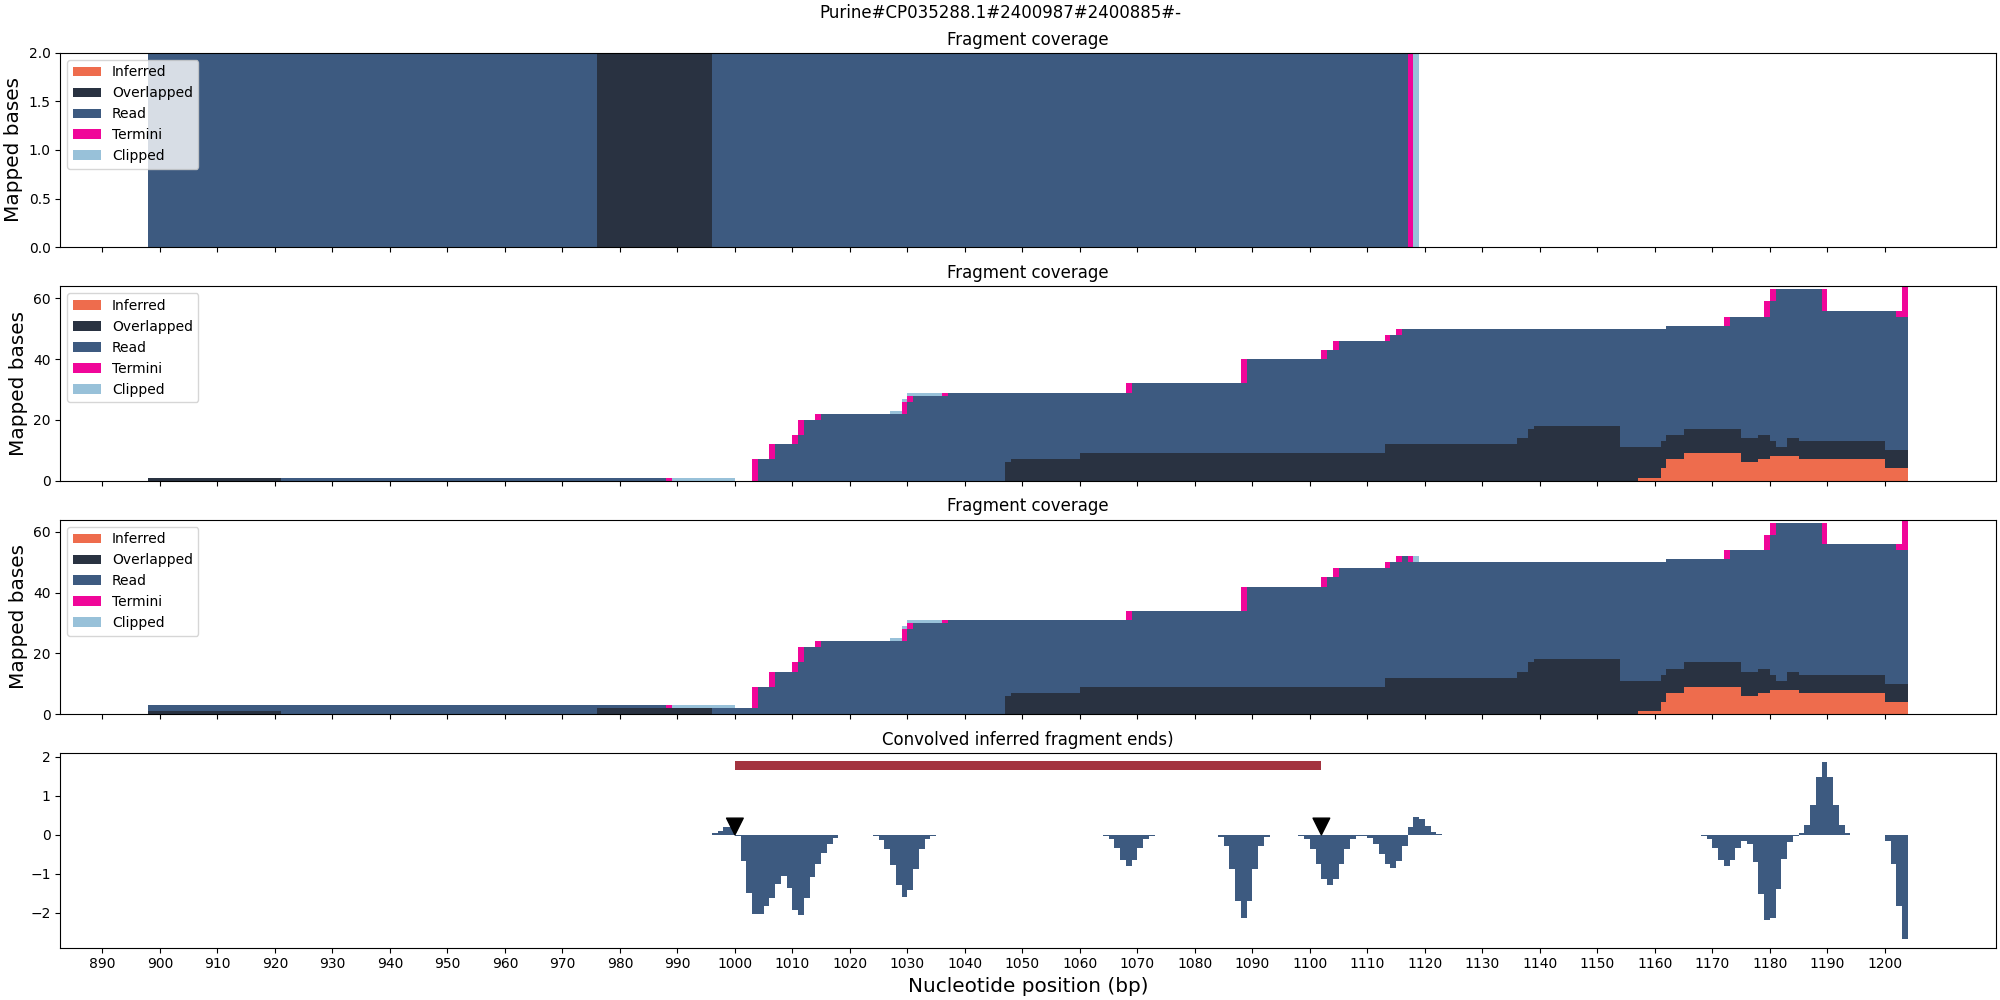 Purine#CP035288.1#2400987#2400885#-
Fragment coverage
Mapped bases
2.0
1.5
1.0
0.5
0.0
Inferred
Overlapped
Read
Termini
Clipped
Fragment coverage
Mapped bases
60
40
20
0
Inferred
Overlapped
Read
Termini
Clipped
Fragment coverage
Mapped bases
60
40
20
0
Inferred
Overlapped
Read
Termini
Clipped
Convolved inferred fragment ends)
2
1
0
−1
−2
890 900 910 920 930 940 950 960 970 980 990 1000 1010 1020 1030 1040 1050 1060 1070 1080 1090 1100 1110 1120 1130 1140 1150 1160 1170 1180 1190 1200
Nucleotide position (bp)